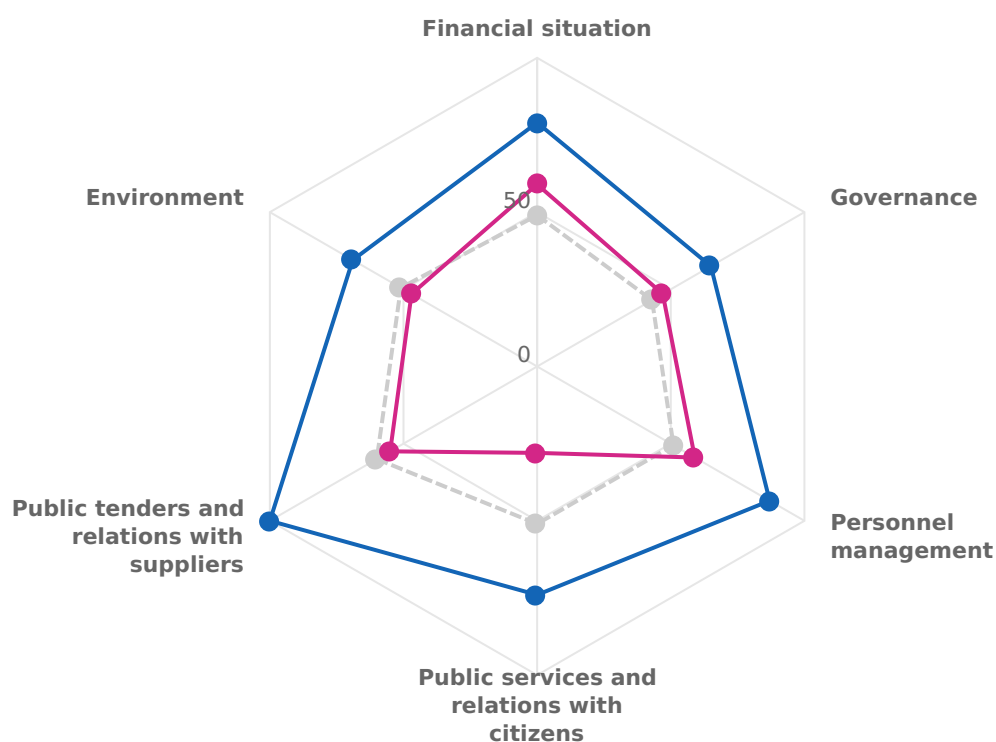 Financial situation
Environment
Governance
50
0
Public tenders and
relations with
suppliers
Personnel
management
Public services and
relations with
citizens